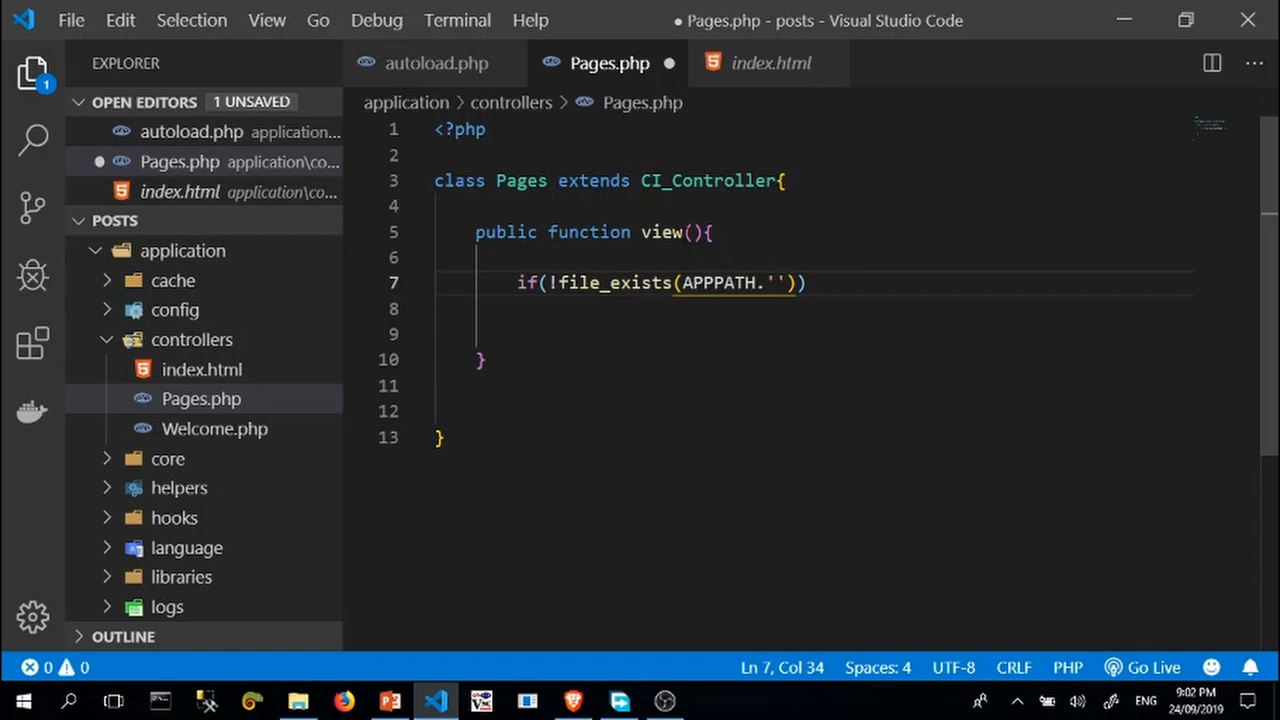 File Edit Selection View Go Debug Terminal Help ● Pages.php - posts - Visual Studio Code
EXPLORER
OPEN EDITORS 1 UNSAVED
autoload.php application...
Pages.php application\co...
index.html application\co...
POSTS
application
cache
config
controllers
index.html
Pages.php
Welcome.php
core
helpers
hooks
language
libraries
logs
OUTLINE
1
autoload.php Pages.php ● index.html
application > controllers > Pages.php
1 <?php
2
3 class Pages extends CI_Controller{
4
5 public function view(){
6
7 if(!file_exists(APPPATH.''))
8
9
10 }
11
12
13 }
0 0 Ln 7, Col 34 Spaces: 4 UTF-8 CRLF PHP Go Live
ENG 9:02 PM
24/09/2019